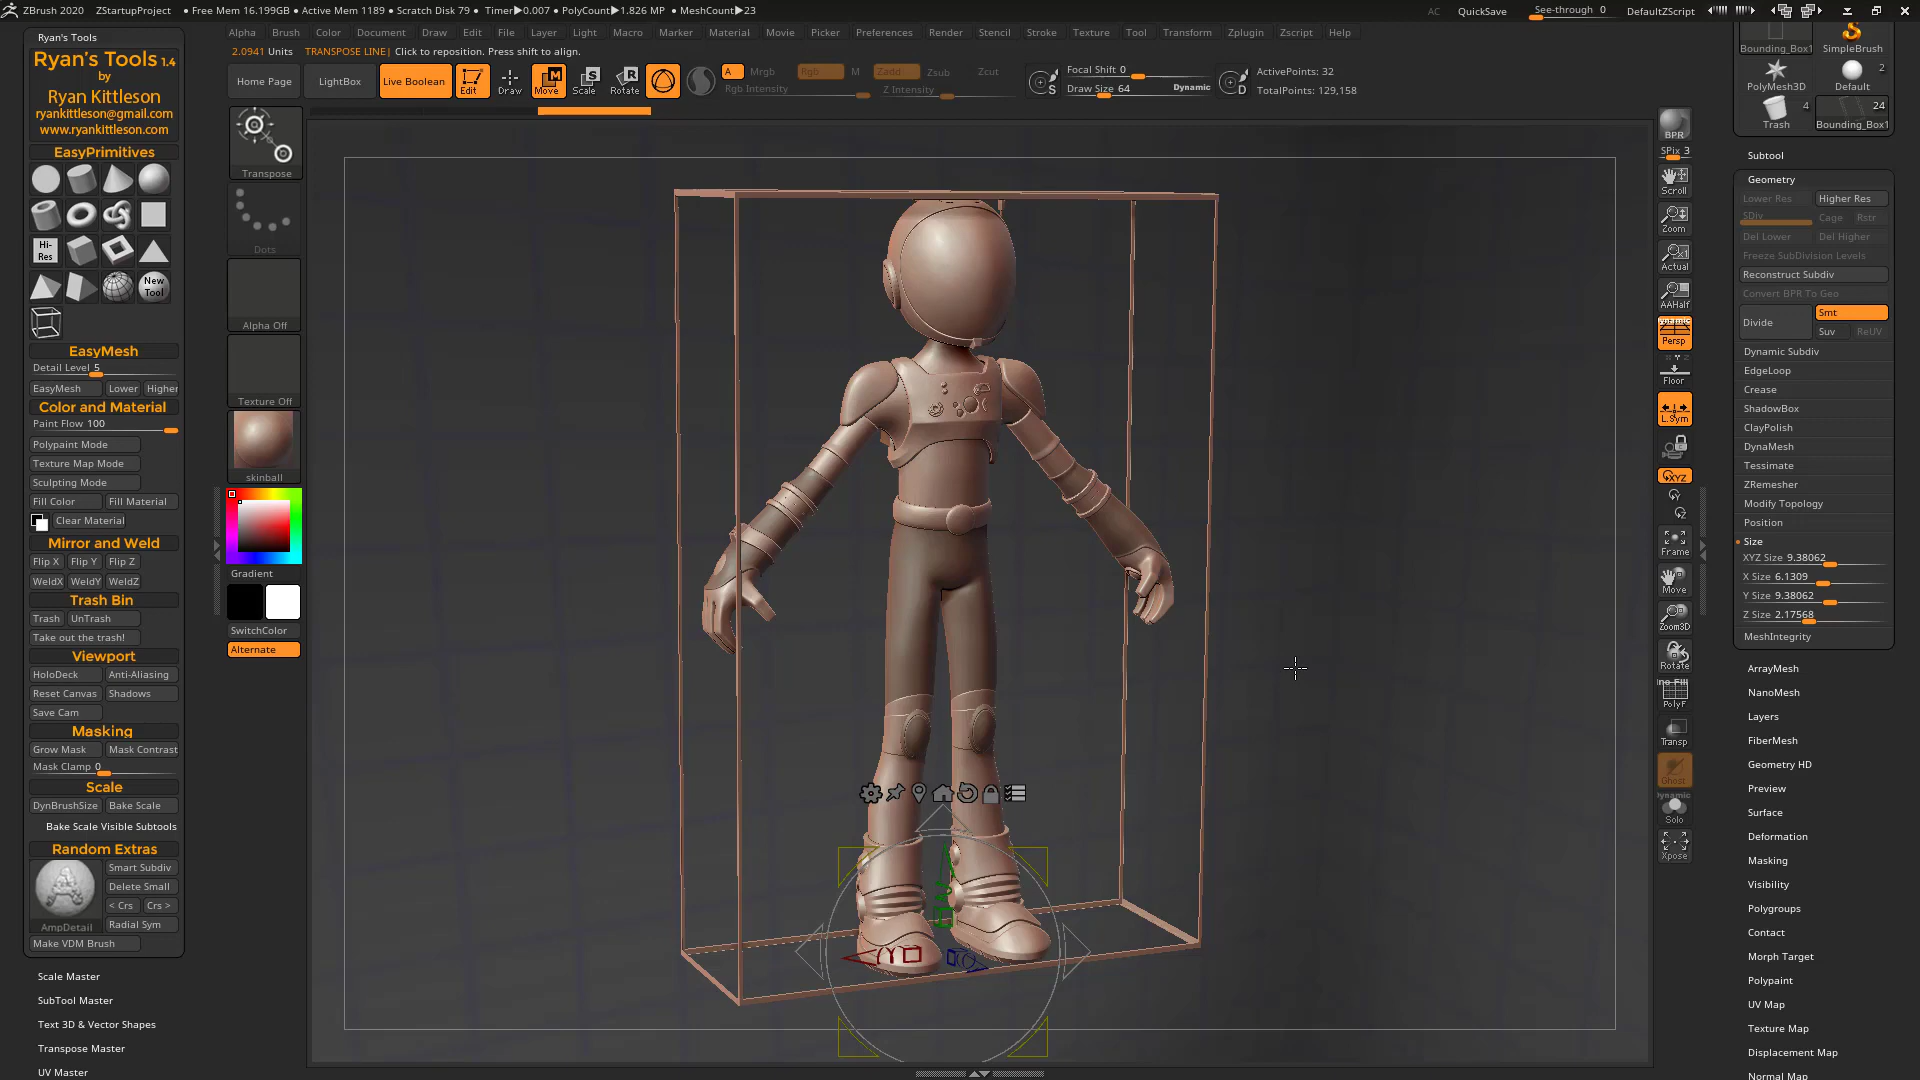 ZBrush 2020 ZStartupProject • Free Mem 16.199GB • Active Mem 1189 • Scratch Disk 79 • Timer▶0.007 • PolyCount▶1.826 MP • MeshCount▶23
AC QuickSave See-through 0 DefaultZScript
Alpha Brush Color Document Draw Edit File Layer Light Macro Marker Material Movie Picker Preferences Render Stencil Stroke Texture Tool Transform Zplugin Zscript Help
2.0941 Units TRANSPOSE LINE| Click to reposition. Press shift to align.
Home Page LightBox Live Boolean Edit Draw Move Scale Rotate
A Mrgb Rgb M Zadd Zsub Zcut
Rgb Intensity Z Intensity
S Focal Shift 0
Draw Size 64 Dynamic
D ActivePoints: 32
TotalPoints: 129,158
Ryan's Tools
Ryan's Tools 1.4
by
Ryan Kittleson
ryankittleson@gmail.com
www.ryankittleson.com
EasyPrimitives
Hi-Res
New Tool
EasyMesh
Detail Level 5
EasyMesh Lower Higher
Color and Material
Paint Flow 100
Polypaint Mode
Texture Map Mode
Sculpting Mode
Fill Color Fill Material
Clear Material
Mirror and Weld
Flip X Flip Y Flip Z
WeldX WeldY WeldZ
Trash Bin
Trash UnTrash
Take out the trash!
Viewport
HoloDeck Anti-Aliasing
Reset Canvas Shadows
Save Cam
Masking
Grow Mask Mask Contrast
Mask Clamp 0
Scale
DynBrushSize Bake Scale
Bake Scale Visible Subtools
Random Extras
Smart Subdiv
Delete Small
< Crs Crs >
AmpDetail Radial Sym
Make VDM Brush
Scale Master
SubTool Master
Text 3D & Vector Shapes
Transpose Master
UV Master
Transpose
Dots
Alpha Off
Texture Off
skinball
Gradient
SwitchColor
Alternate
BPR
SPix 3
Scroll
Zoom
Actual
AAHalf
Dynamic
Persp
Floor
L.Sym
XYZ
Y
Z
Frame
Move
Zoom3D
Rotate
PolyF
Transp
Ghost
Dynamic
Solo
Xpose
Bounding_Box1 SimpleBrush
2
PolyMesh3D Default
4 24
Trash Bounding_Box1
Subtool
Geometry
Lower Res Higher Res
SDiv Cage Rstr
Del Lower Del Higher
Freeze SubDivision Levels
Reconstruct Subdiv
Convert BPR To Geo
Divide Smt
Suv ReUV
Dynamic Subdiv
EdgeLoop
Crease
ShadowBox
ClayPolish
DynaMesh
Tessimate
ZRemesher
Modify Topology
Position
Size
XYZ Size 9.38062
X Size 6.1309
Y Size 9.38062
Z Size 2.17568
MeshIntegrity
ArrayMesh
NanoMesh
Layers
FiberMesh
Geometry HD
Preview
Surface
Deformation
Masking
Visibility
Polygroups
Contact
Morph Target
Polypaint
UV Map
Texture Map
Displacement Map
Normal Map